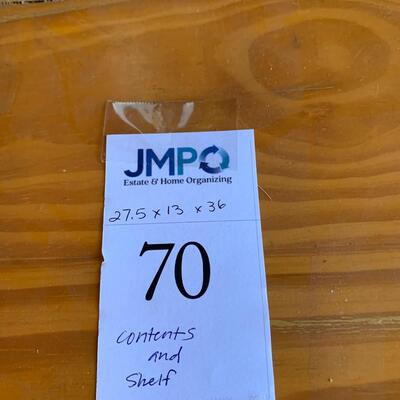 JMPO
Estate & Home Organizing
27.5 x 13 x 36
70
contents
and
shelf